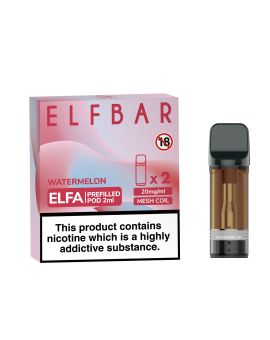 ELFBAR
18
WATERMELON
x 2
ELFA PREFILLED
POD 2ml
20mg/ml
MESH COIL
This product contains
nicotine which is a highly
addictive substance.
WATERMELON